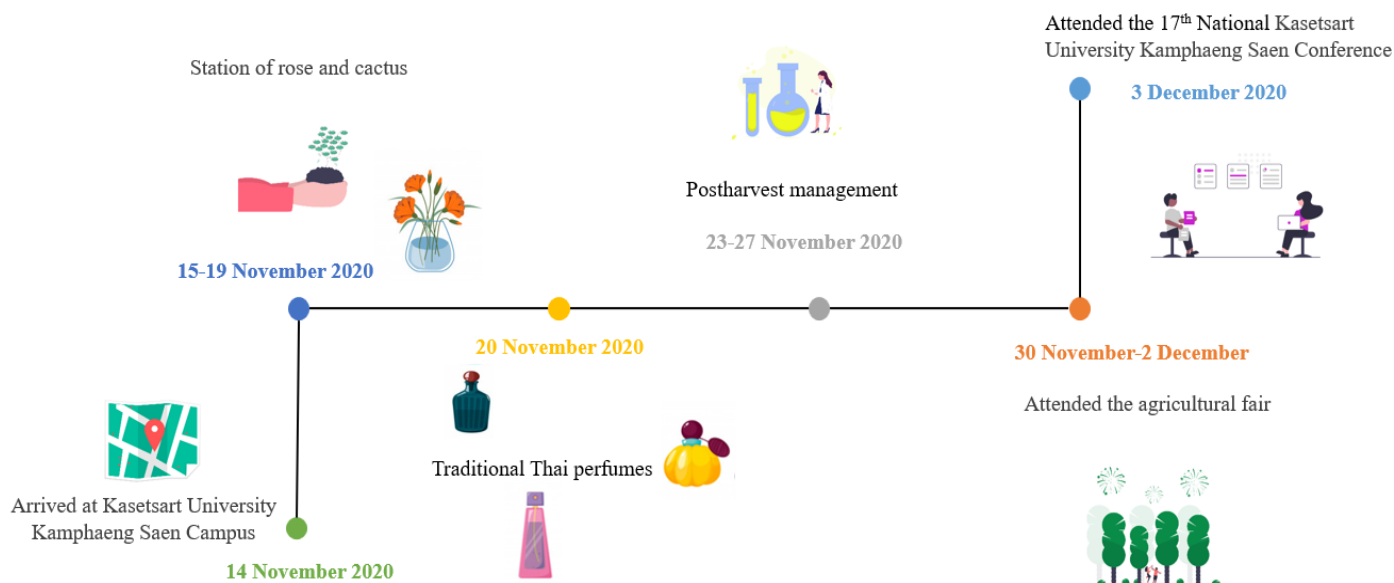 Attended the 17th National Kasetsart
University Kamphaeng Saen Conference
3 December 2020
Station of rose and cactus
15-19 November 2020
Postharvest management
23-27 November 2020
20 November 2020
Traditional Thai perfumes
30 November-2 December
Attended the agricultural fair
Arrived at Kasetsart University
Kamphaeng Saen Campus
14 November 2020